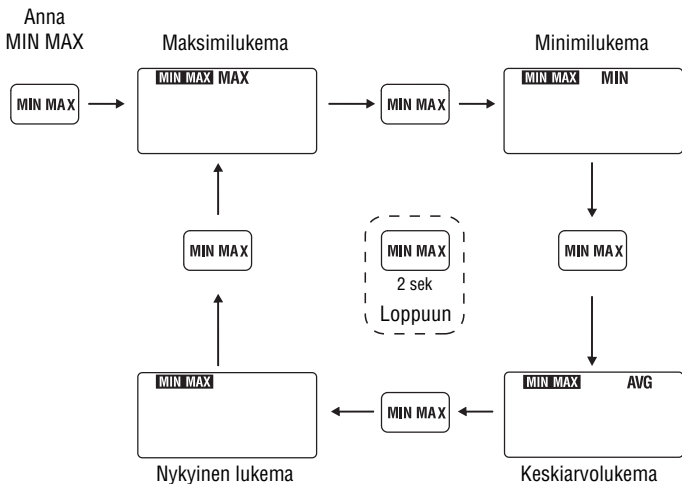 Anna
MIN MAX
Maksimilukema
Minimilukema
MIN MAX
MIN MAX MAX
MIN MAX
MIN MAX MIN
MIN MAX
MIN MAX
2 sek
Loppuun
MIN MAX
MIN MAX
MIN MAX
MIN MAX AVG
Nykyinen lukema
Keskiarvolukema